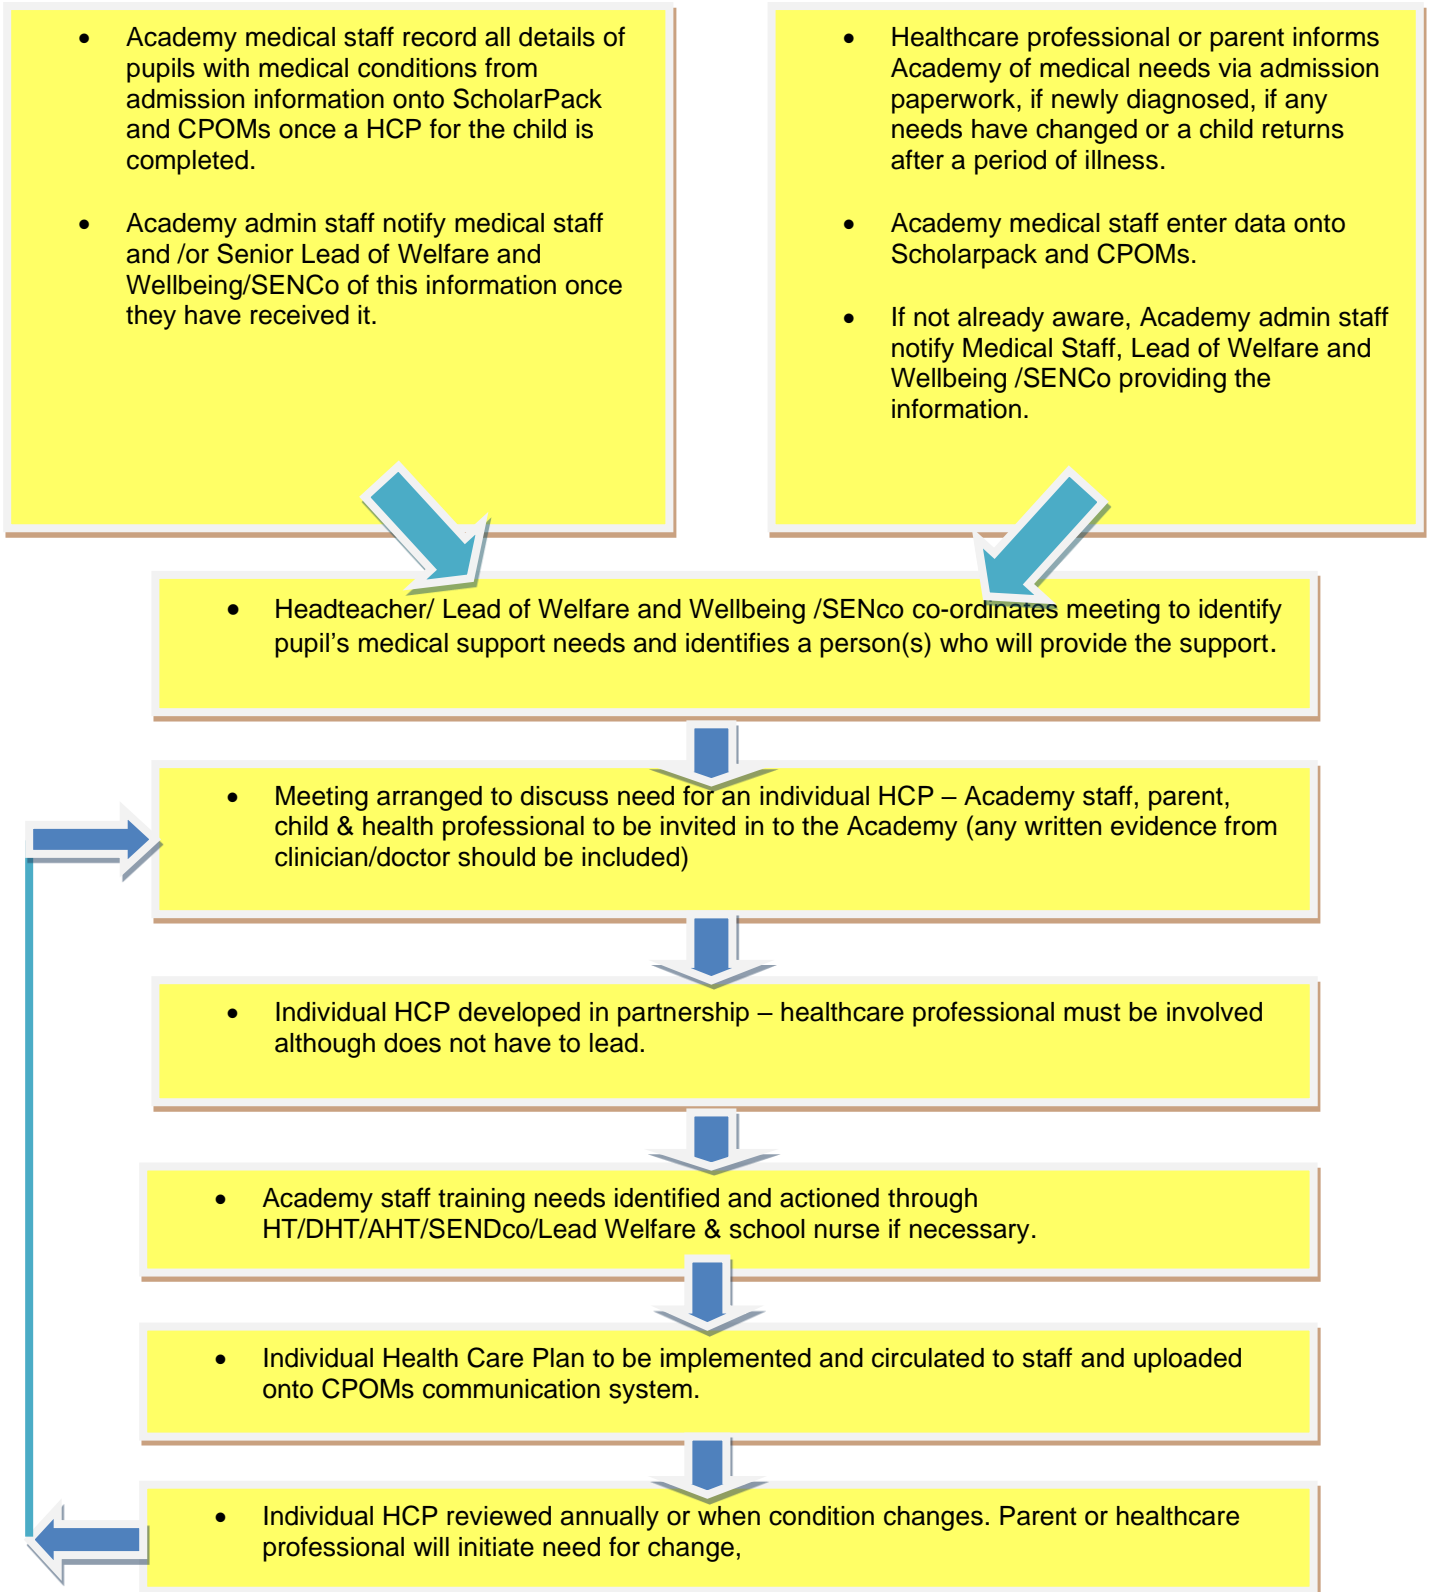 • Academy medical staff record all details of
pupils with medical conditions from
admission information onto ScholarPack
and CPOMs once a HCP for the child is
completed.
• Academy admin staff notify medical staff
and /or Senior Lead of Welfare and
Wellbeing/SENCo of this information once
they have received it.
• Healthcare professional or parent informs
Academy of medical needs via admission
paperwork, if newly diagnosed, if any
needs have changed or a child returns
after a period of illness.
• Academy medical staff enter data onto
Scholarpack and CPOMs.
• If not already aware, Academy admin staff
notify Medical Staff, Lead of Welfare and
Wellbeing /SENCo providing the
information.
• Headteacher/ Lead of Welfare and Wellbeing /SENco co-ordinates meeting to identify
pupil's medical support needs and identifies a person(s) who will provide the support.
• Meeting arranged to discuss need for an individual HCP – Academy staff, parent,
child & health professional to be invited in to the Academy (any written evidence from
clinician/doctor should be included)
• Individual HCP developed in partnership – healthcare professional must be involved
although does not have to lead.
• Academy staff training needs identified and actioned through
HT/DHT/AHT/SENDco/Lead Welfare & school nurse if necessary.
• Individual Health Care Plan to be implemented and circulated to staff and uploaded
onto CPOMs communication system.
• Individual HCP reviewed annually or when condition changes. Parent or healthcare
professional will initiate need for change,